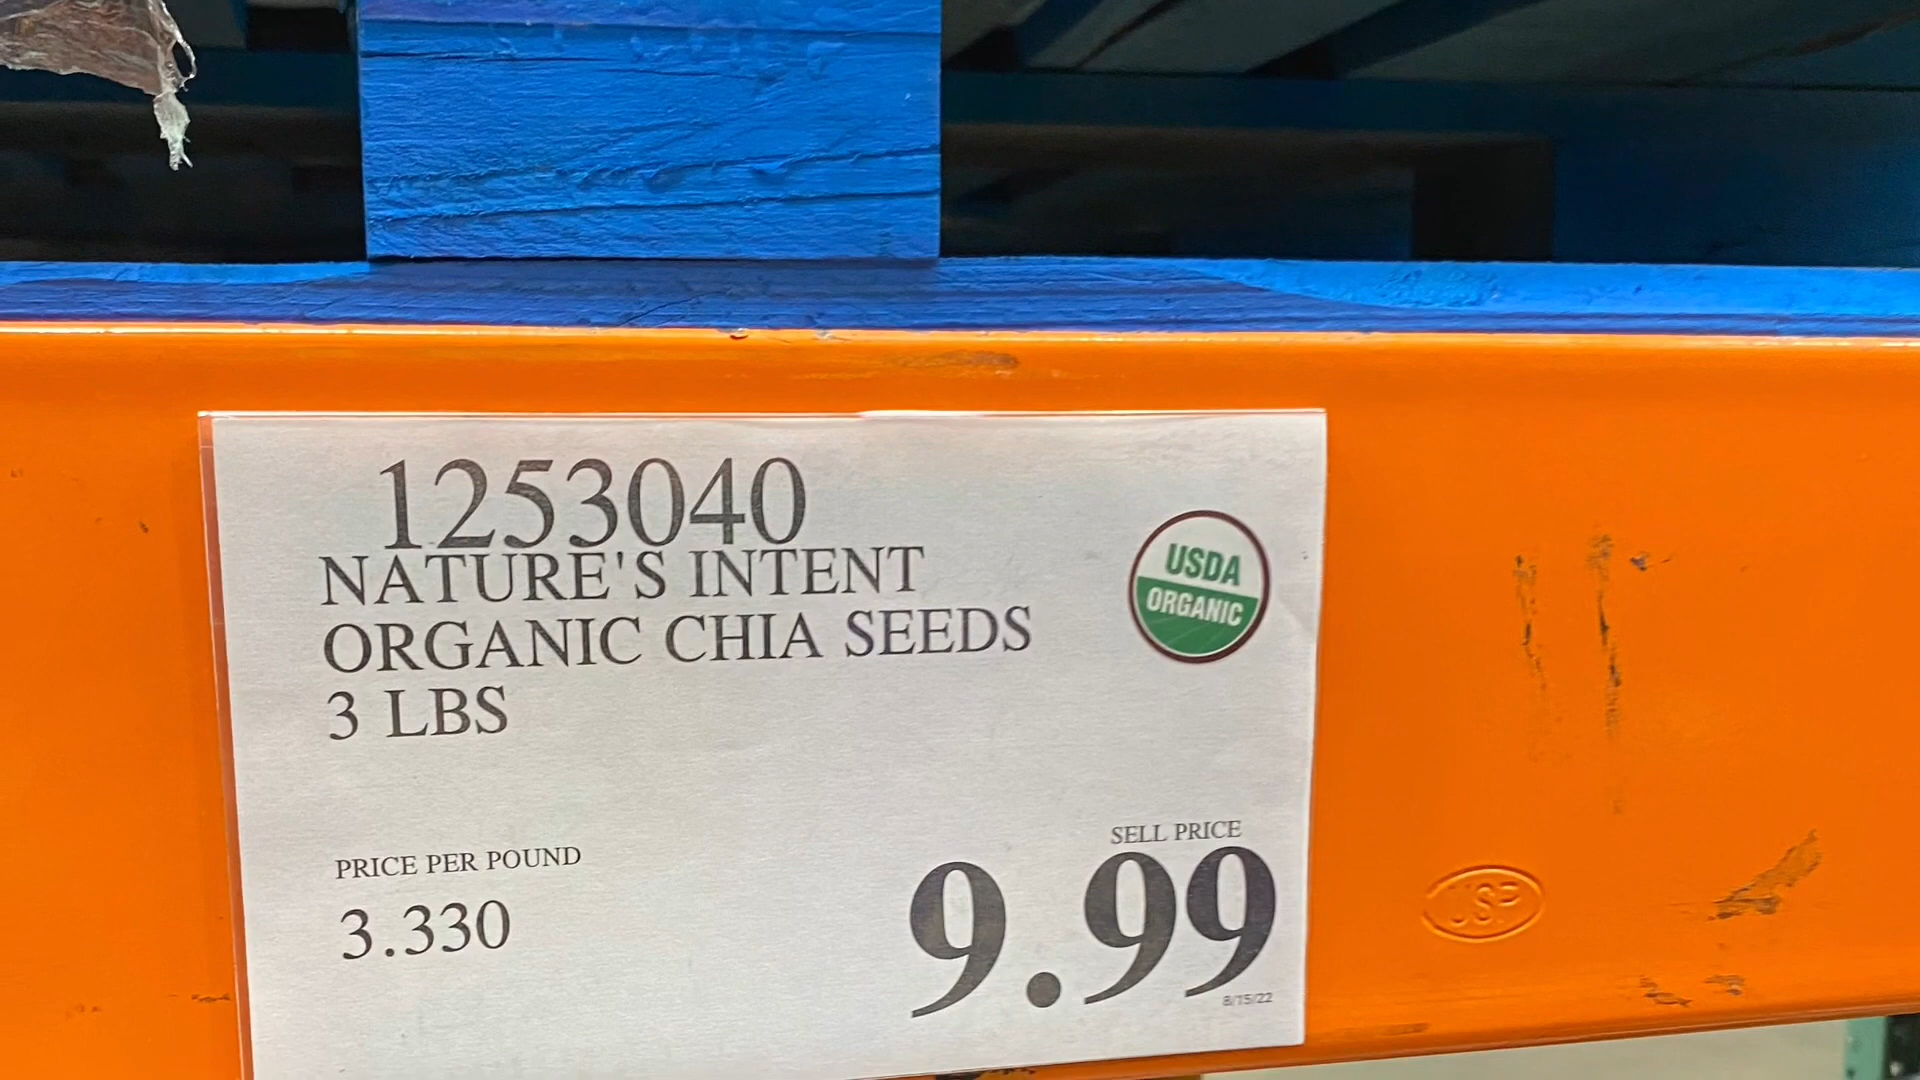 1253040
NATURE'S INTENT
ORGANIC CHIA SEEDS
3 LBS
USDA
ORGANIC
PRICE PER POUND
3.330
SELL PRICE
9.99
8/15/22
USP